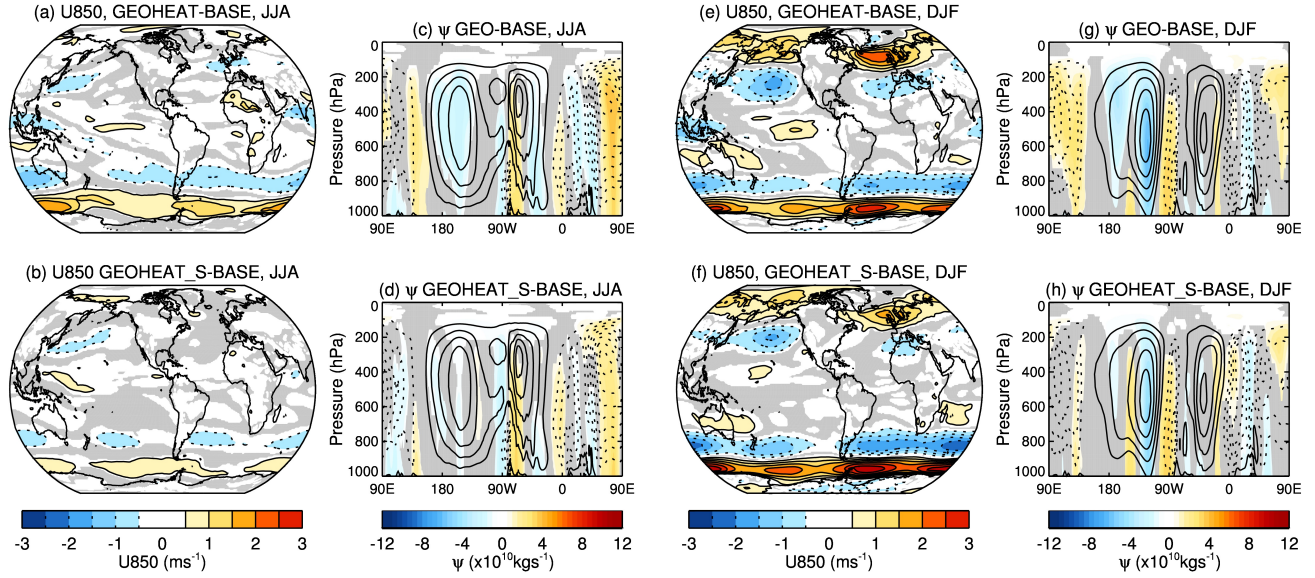 (a) U850, GEOHEAT-BASE, JJA
(c) ψ GEO-BASE, JJA
Pressure (hPa)
0
200
400
600
800
1000
90E 180 90W 0 90E
(b) U850 GEOHEAT_S-BASE, JJA
(d) ψ GEOHEAT_S-BASE, JJA
Pressure (hPa)
0
200
400
600
800
1000
90E 180 90W 0 90E
-3 -2 -1 0 1 2 3
U850 (ms⁻¹)
-12 -8 -4 0 4 8 12
ψ (x10¹⁰kgs⁻¹)
(e) U850, GEOHEAT-BASE, DJF
(g) ψ GEO-BASE, DJF
Pressure (hPa)
0
200
400
600
800
1000
90E 180 90W 0 90E
(f) U850, GEOHEAT_S-BASE, DJF
(h) ψ GEOHEAT_S-BASE, DJF
Pressure (hPa)
0
200
400
600
800
1000
90E 180 90W 0 90E
-3 -2 -1 0 1 2 3
U850 (ms⁻¹)
-12 -8 -4 0 4 8 12
ψ (x10¹⁰kgs⁻¹)